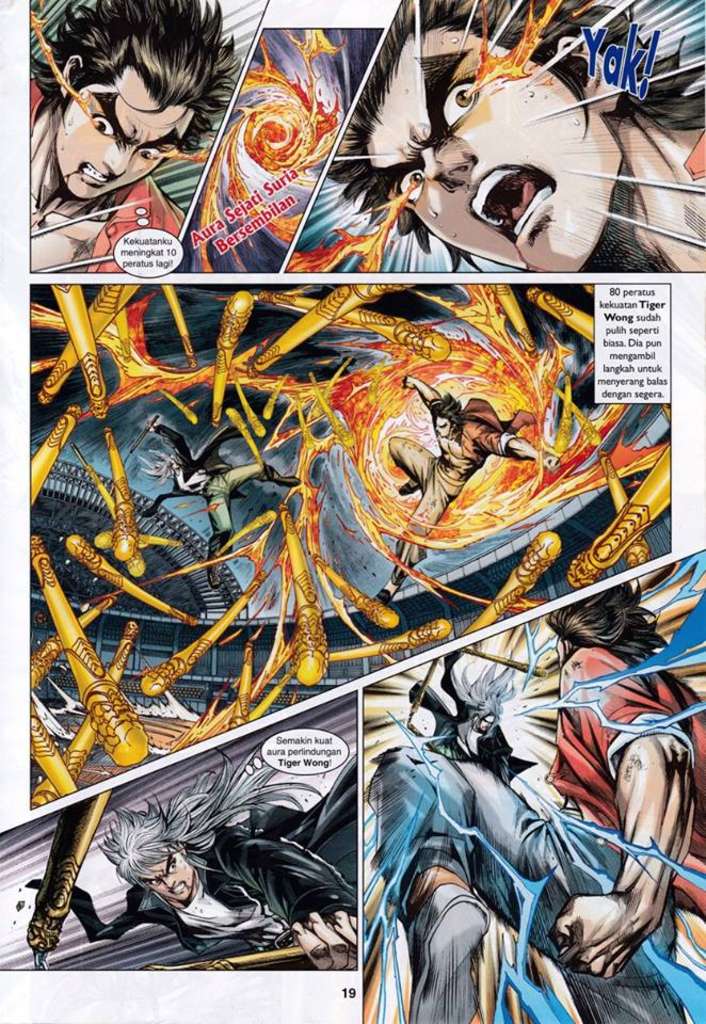 Yak!
Aura Sejati Suria
Bersembilan
Kekuatanku
meningkat 10
peratus lagi!
80 peratus
kekuatan Tiger
Wong sudah
pulih seperti
biasa. Dia pun
mengambil
langkah untuk
menyerang balas
dengan segera.
Semakin kuat
aura perlindungan
Tiger Wong!
19